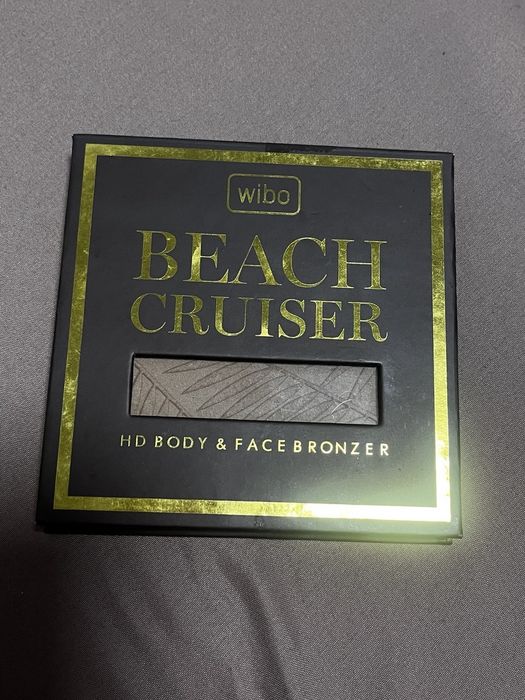 wibo
BEACH
CRUISER
HD BODY & FACE BRONZER